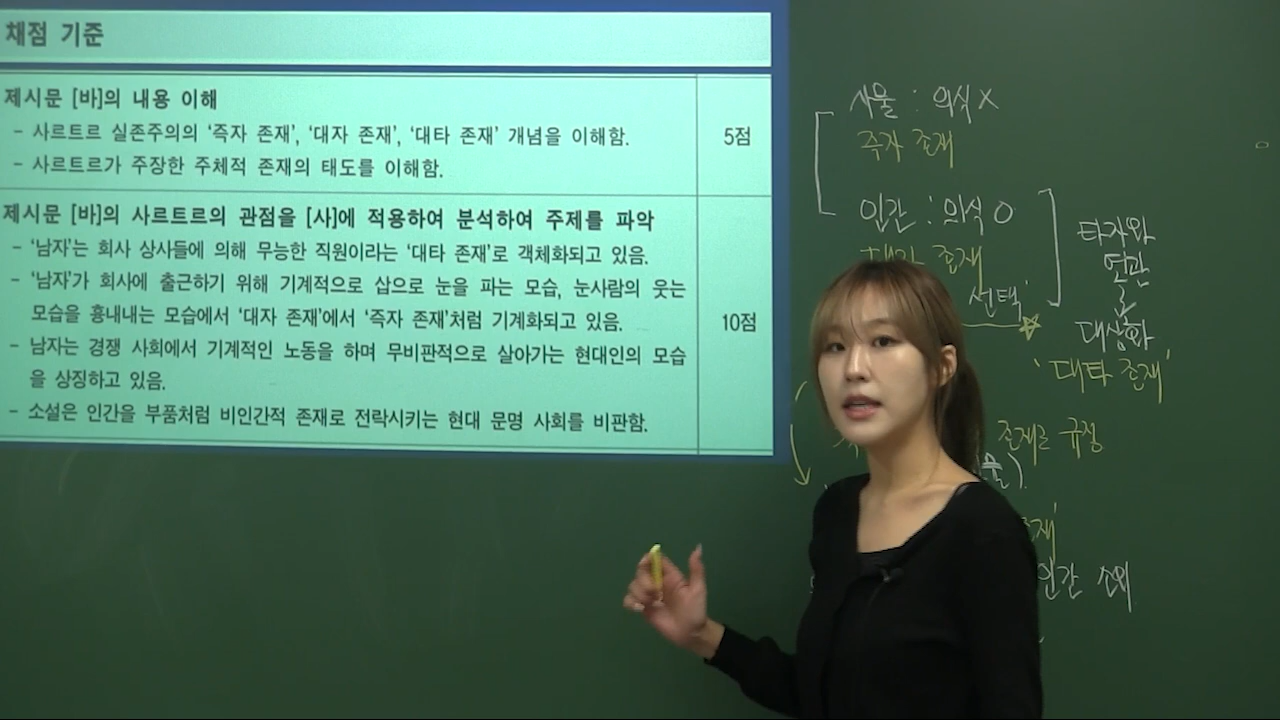 채점 기준
제시문 [바]의 내용 이해
- 사르트르 실존주의의 '즉자 존재', '대자 존재', '대타 존재' 개념을 이해함.
- 사르트르가 주장한 주체적 존재의 태도를 이해함.
5점
제시문 [바]의 사르트르의 관점을 [사]에 적용하여 분석하여 주제를 파악
- '남자'는 회사 상사들에 의해 무능한 직원이라는 '대타 존재'로 객체화되고 있음.
- '남자'가 회사에 출근하기 위해 기계적으로 삽으로 눈을 파는 모습, 눈사람의 웃는
모습을 흉내내는 모습에서 '대자 존재'에서 '즉자 존재'처럼 기계화되고 있음.
- 남자는 경쟁 사회에서 기계적인 노동을 하며 무비판적으로 살아가는 현대인의 모습
을 상징하고 있음.
- 소설은 인간을 부품처럼 비인간적 존재로 전락시키는 현대 문명 사회를 비판함.
10점
사물 : 의식 X
즉자 존재
인간 : 의식 O
대자 존재
선택'
타자와
연관
대상화
'대타 존재'
존재로 규정
인간 소외